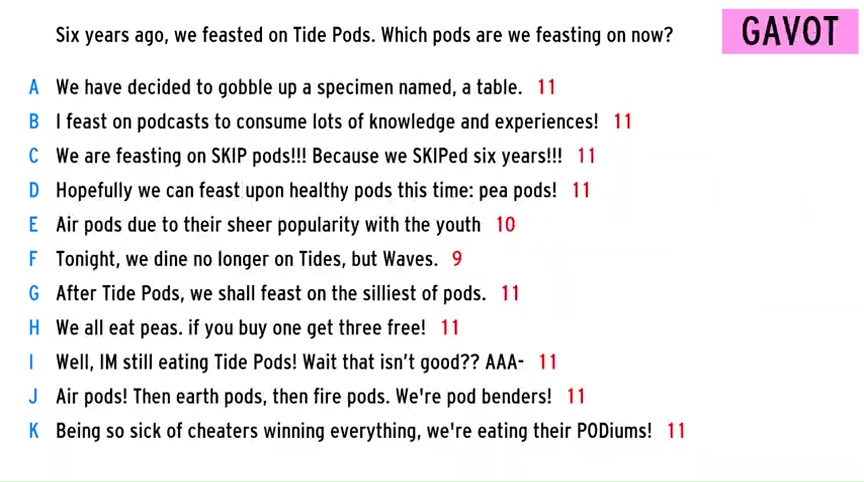 Six years ago, we feasted on Tide Pods. Which pods are we feasting on now?
GAVOT
A We have decided to gobble up a specimen named, a table. 11
B I feast on podcasts to consume lots of knowledge and experiences! 11
C We are feasting on SKIP pods!!! Because we SKIPed six years!!! 11
D Hopefully we can feast upon healthy pods this time: pea pods! 11
E Air pods due to their sheer popularity with the youth 10
F Tonight, we dine no longer on Tides, but Waves. 9
G After Tide Pods, we shall feast on the silliest of pods. 11
H We all eat peas. if you buy one get three free! 11
I Well, IM still eating Tide Pods! Wait that isn't good?? AAA- 11
J Air pods! Then earth pods, then fire pods. We're pod benders! 11
K Being so sick of cheaters winning everything, we're eating their PODiums! 11